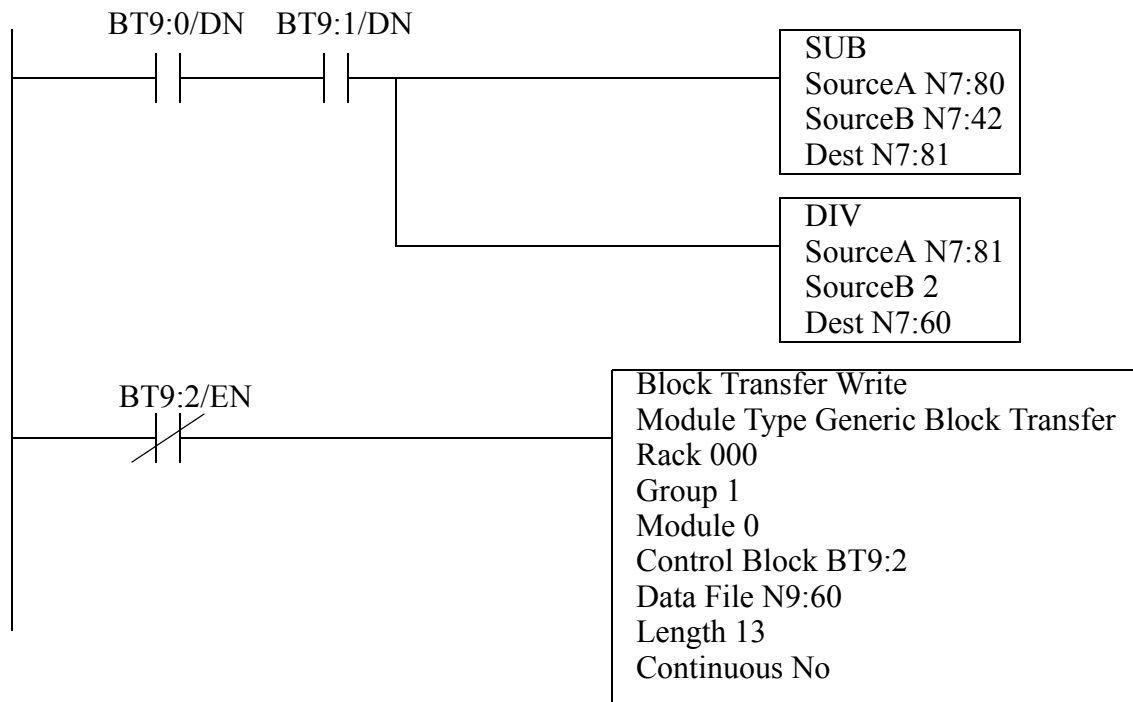 BT9:0/DN BT9:1/DN
SUB
SourceA N7:80
SourceB N7:42
Dest N7:81
DIV
SourceA N7:81
SourceB 2
Dest N7:60
BT9:2/EN
Block Transfer Write
Module Type Generic Block Transfer
Rack 000
Group 1
Module 0
Control Block BT9:2
Data File N9:60
Length 13
Continuous No